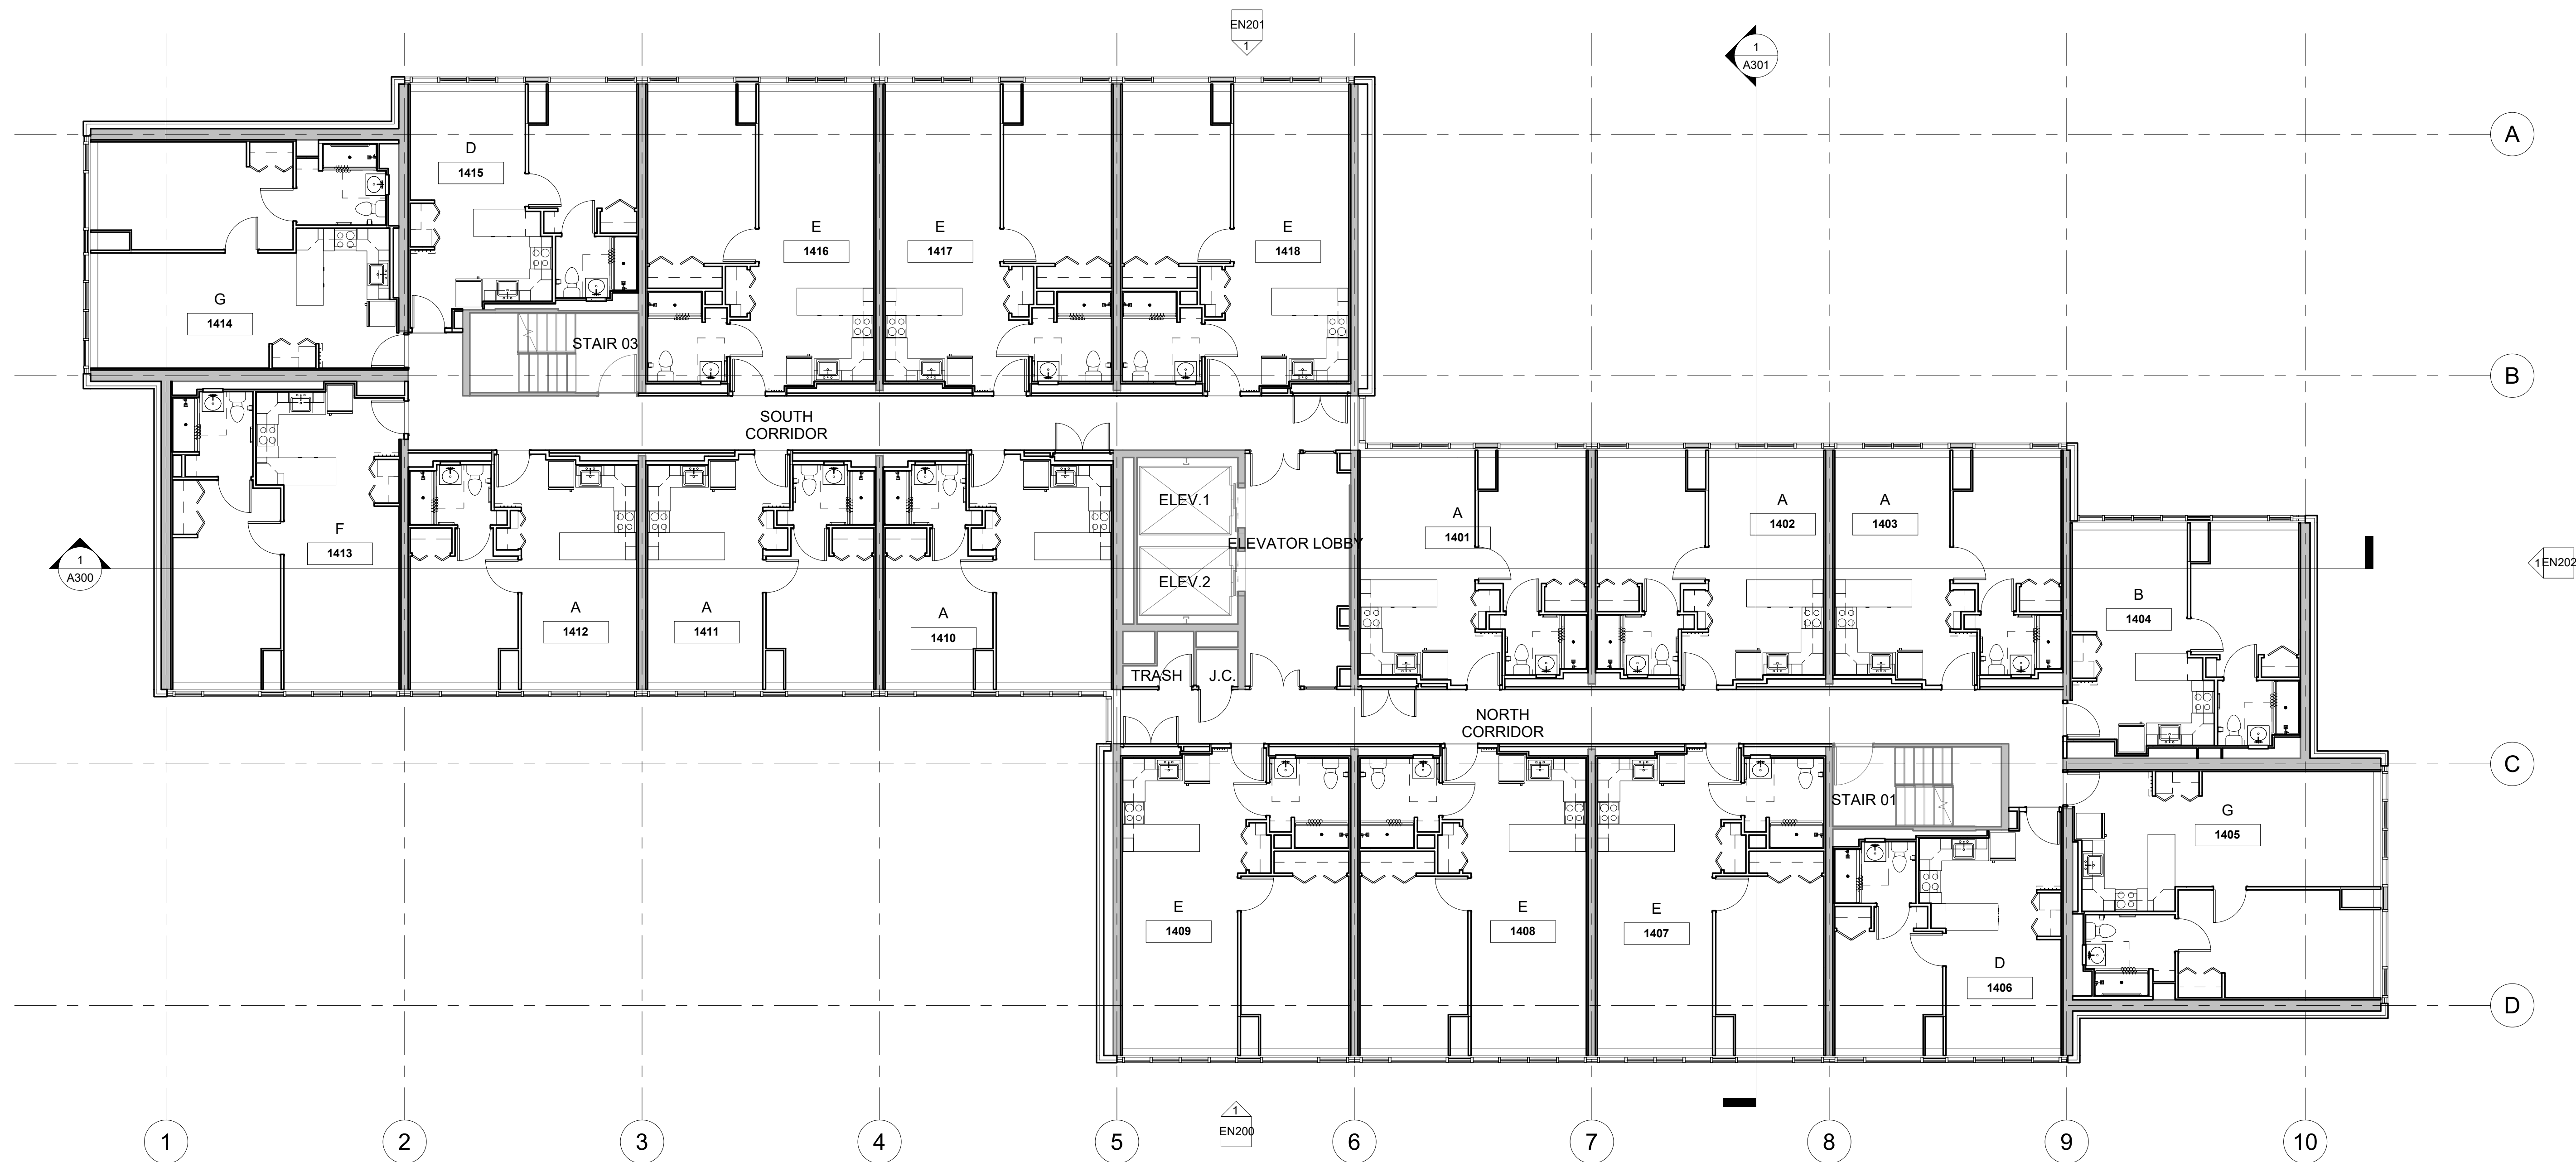 EN201
1
1
A301
A
D
1415
E
1416
E
1417
E
1418
G
1414
STAIR 03
B
SOUTH
CORRIDOR
F
1413
ELEV.1
ELEVATOR LOBBY
ELEV.2
A
1401
A
1402
A
1403
1
A300
1
EN202
A
1412
A
1411
A
1410
B
1404
TRASH
J.C.
NORTH
CORRIDOR
C
STAIR 01
G
1405
E
1409
E
1408
E
1407
D
1406
D
1
EN200
1
2
3
4
5
6
7
8
9
10